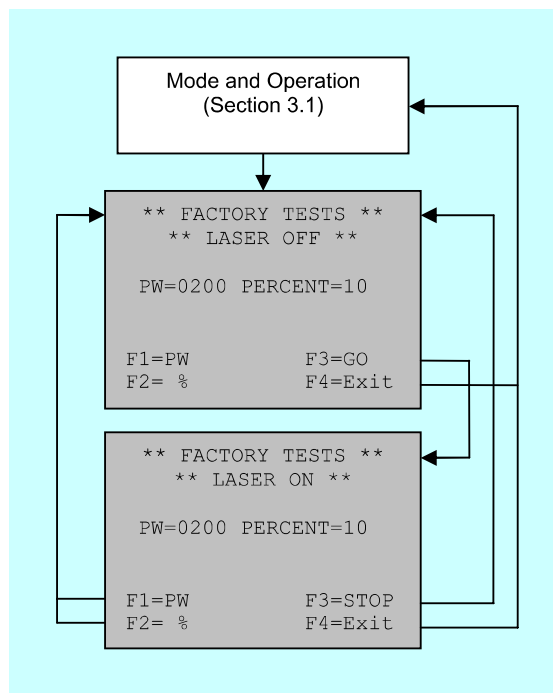 Mode and Operation
(Section 3.1)
** FACTORY TESTS **
** LASER OFF **
PW=0200 PERCENT=10
F1=PW F3=GO
F2= % F4=Exit
** FACTORY TESTS **
** LASER ON **
PW=0200 PERCENT=10
F1=PW F3=STOP
F2= % F4=Exit